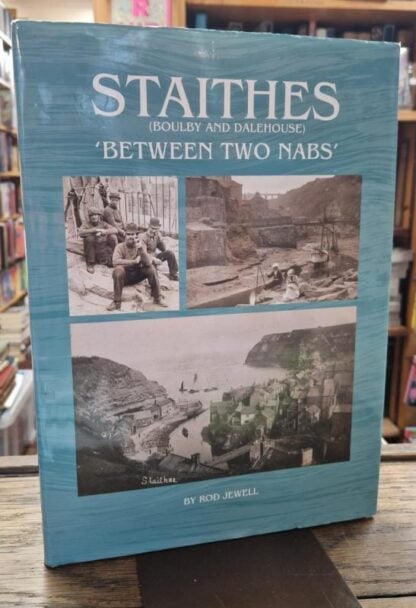 STAITHES
(BOULBY AND DALEHOUSE)
'BETWEEN TWO NABS'
Staithes
BY ROD JEWELL